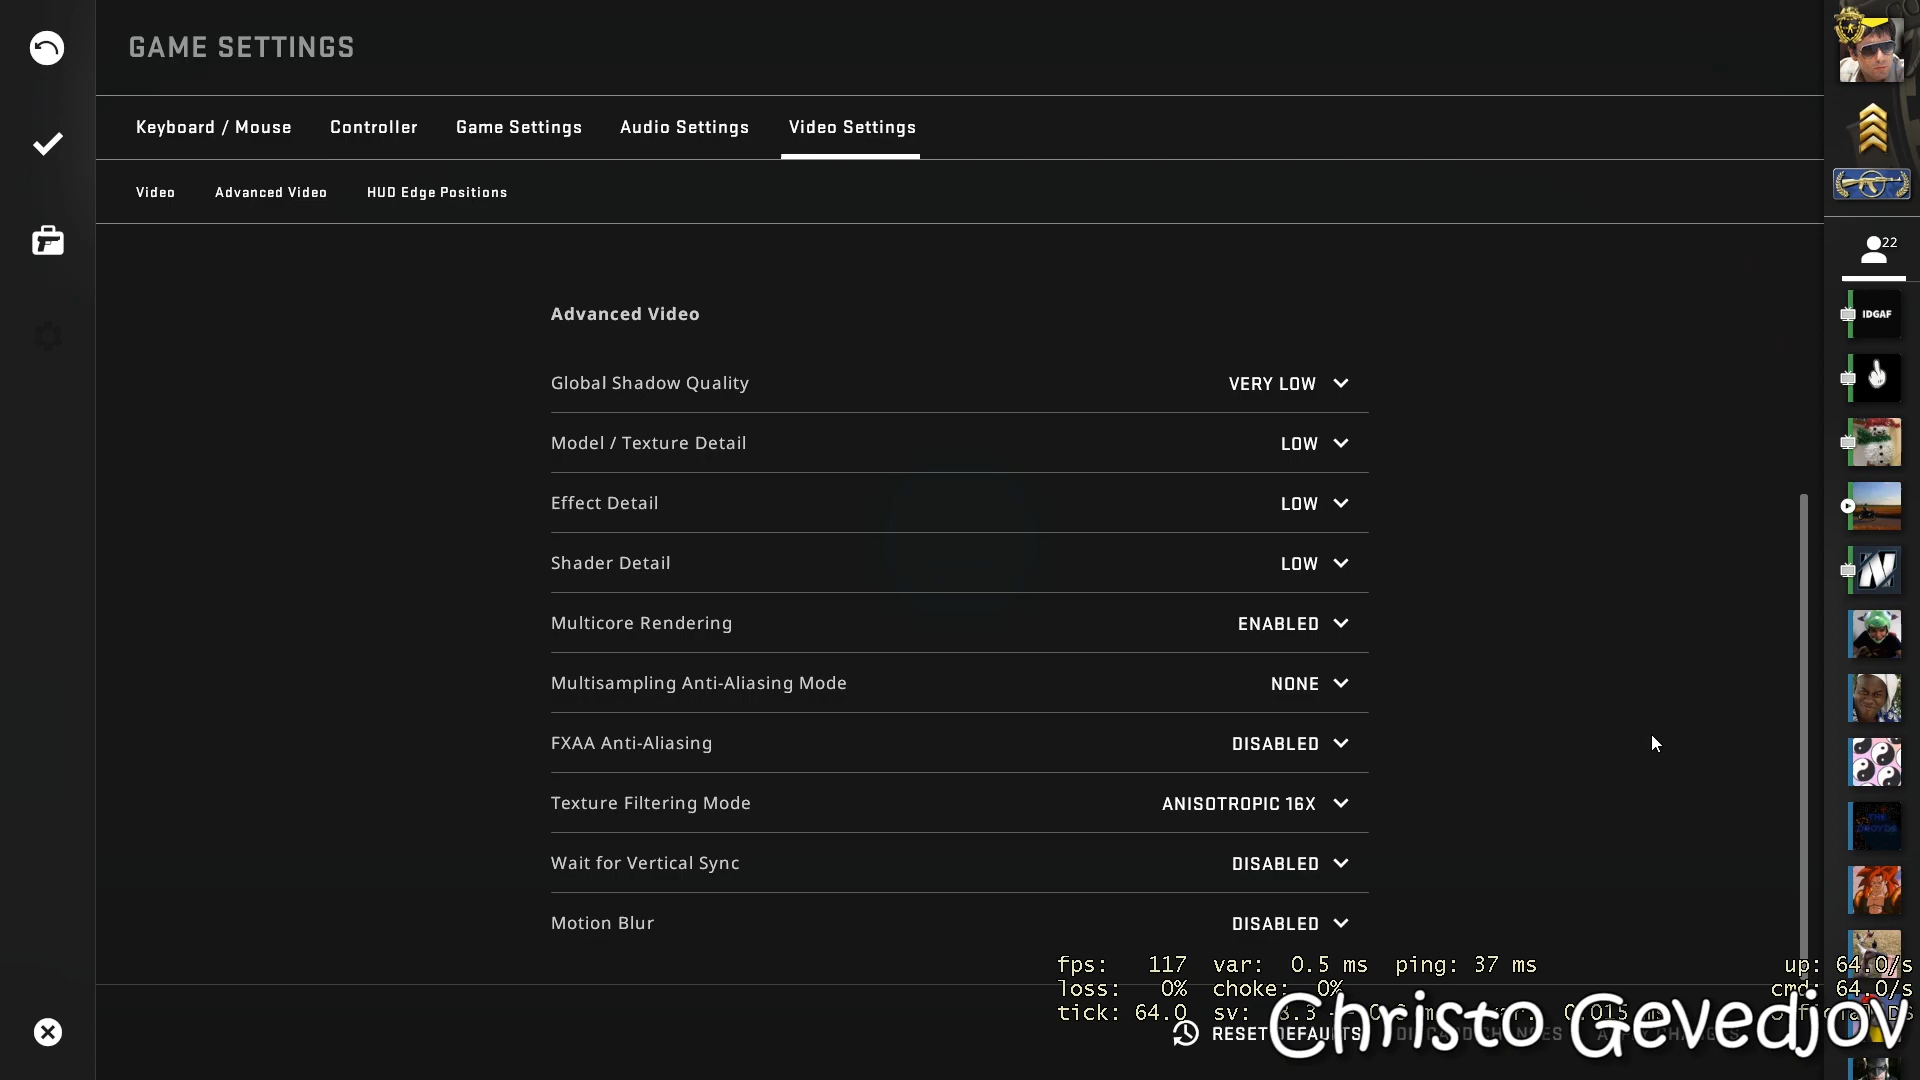 GAME SETTINGS
Keyboard / Mouse Controller Game Settings Audio Settings Video Settings
Video Advanced Video HUD Edge Positions
22
IDGAF
Advanced Video
Global Shadow Quality VERY LOW
Model / Texture Detail LOW
Effect Detail LOW
Shader Detail LOW
Multicore Rendering ENABLED
Multisampling Anti-Aliasing Mode NONE
FXAA Anti-Aliasing DISABLED
Texture Filtering Mode ANISOTROPIC 16X
Wait for Vertical Sync DISABLED
Motion Blur DISABLED
fps: 117 var: 0.5 ms ping: 37 ms up: 64.0/s
loss: 0% choke: 0% cmd: 64.0/s
tick: 64.0 sv:
RESET DEFAULTS
Christo Gevedjov